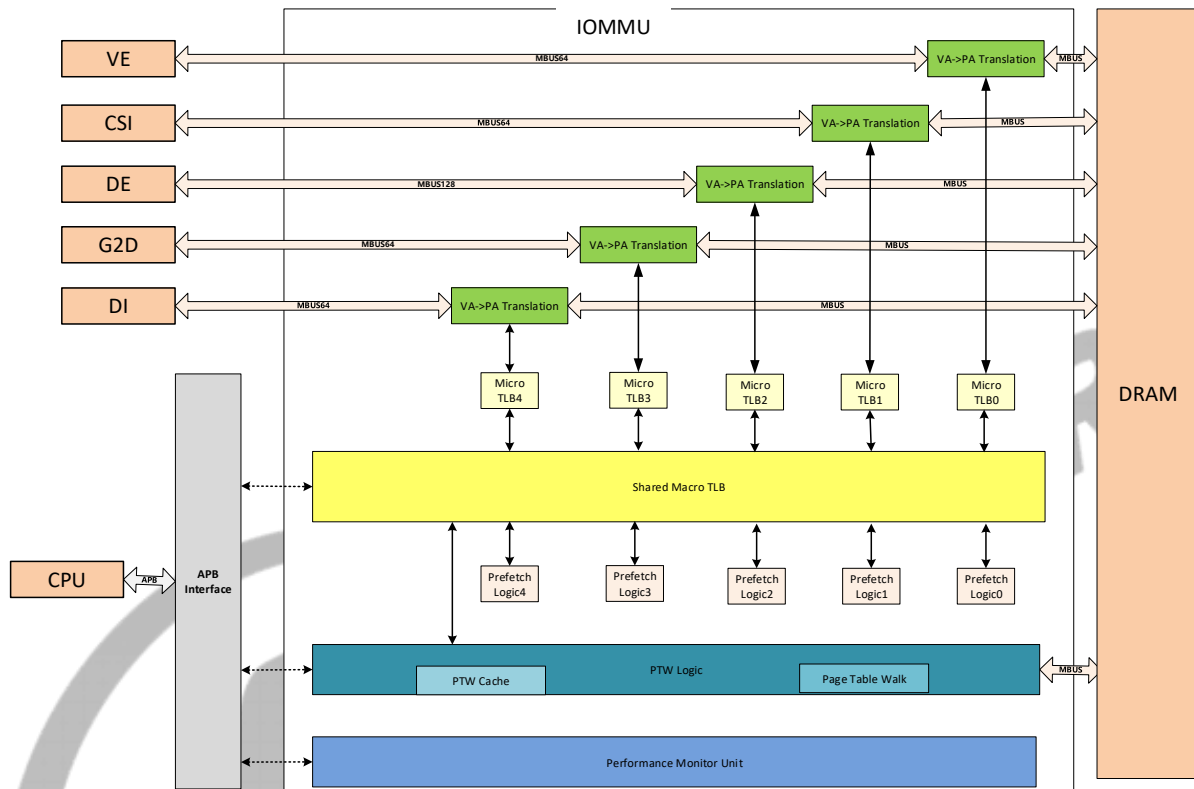 IOMMU
VE
MBUS64
VA->PA Translation
MBUS
CSI
MBUS64
VA->PA Translation
MBUS
DE
MBUS128
VA->PA Translation
MBUS
G2D
MBUS64
VA->PA Translation
MBUS
DI
MBUS64
VA->PA Translation
MBUS
DRAM
Micro
TLB4
Micro
TLB3
Micro
TLB2
Micro
TLB1
Micro
TLB0
Shared Macro TLB
CPU
APB
APB
Interface
Prefetch
Logic4
Prefetch
Logic3
Prefetch
Logic2
Prefetch
Logic1
Prefetch
Logic0
PTW Logic
PTW Cache
Page Table Walk
MBUS
Performance Monitor Unit